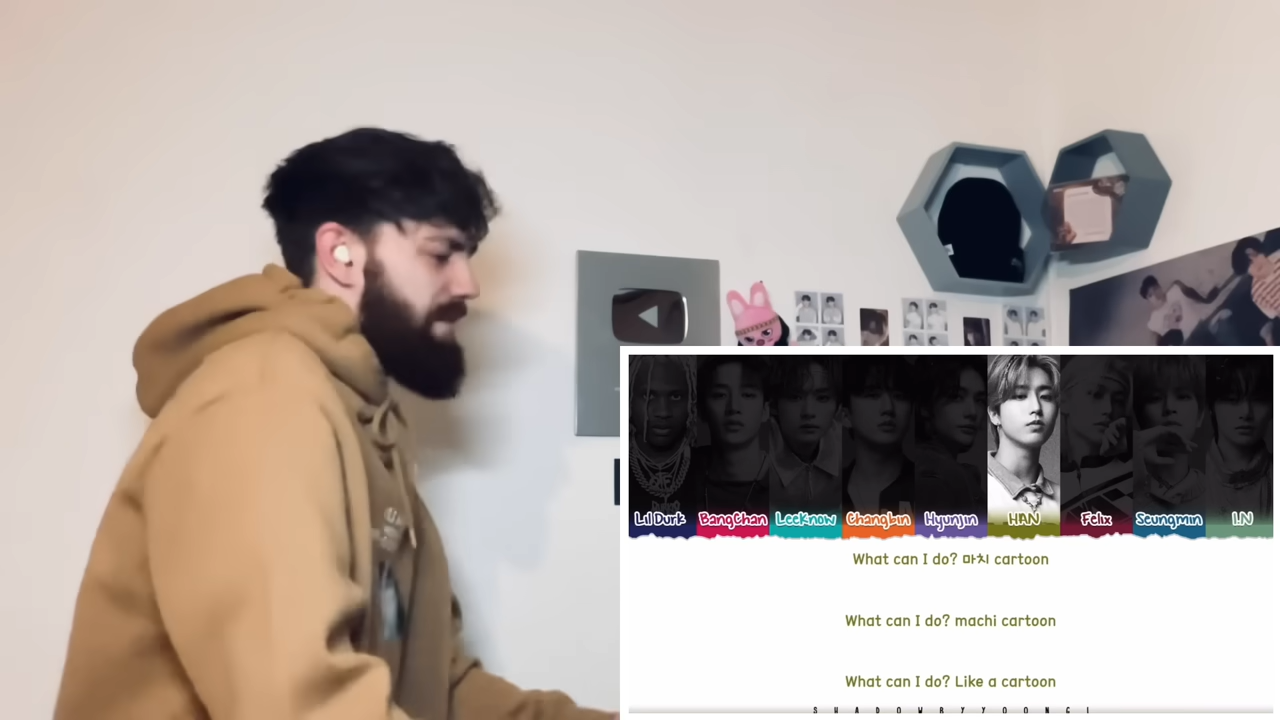 Lil Durk BangChan LeeKnow Changbin Hyunjin HAN Felix Seungmin I.N
What can I do? 마치 cartoon
What can I do? machi cartoon
What can I do? Like a cartoon
SHADOWBYYOONGI